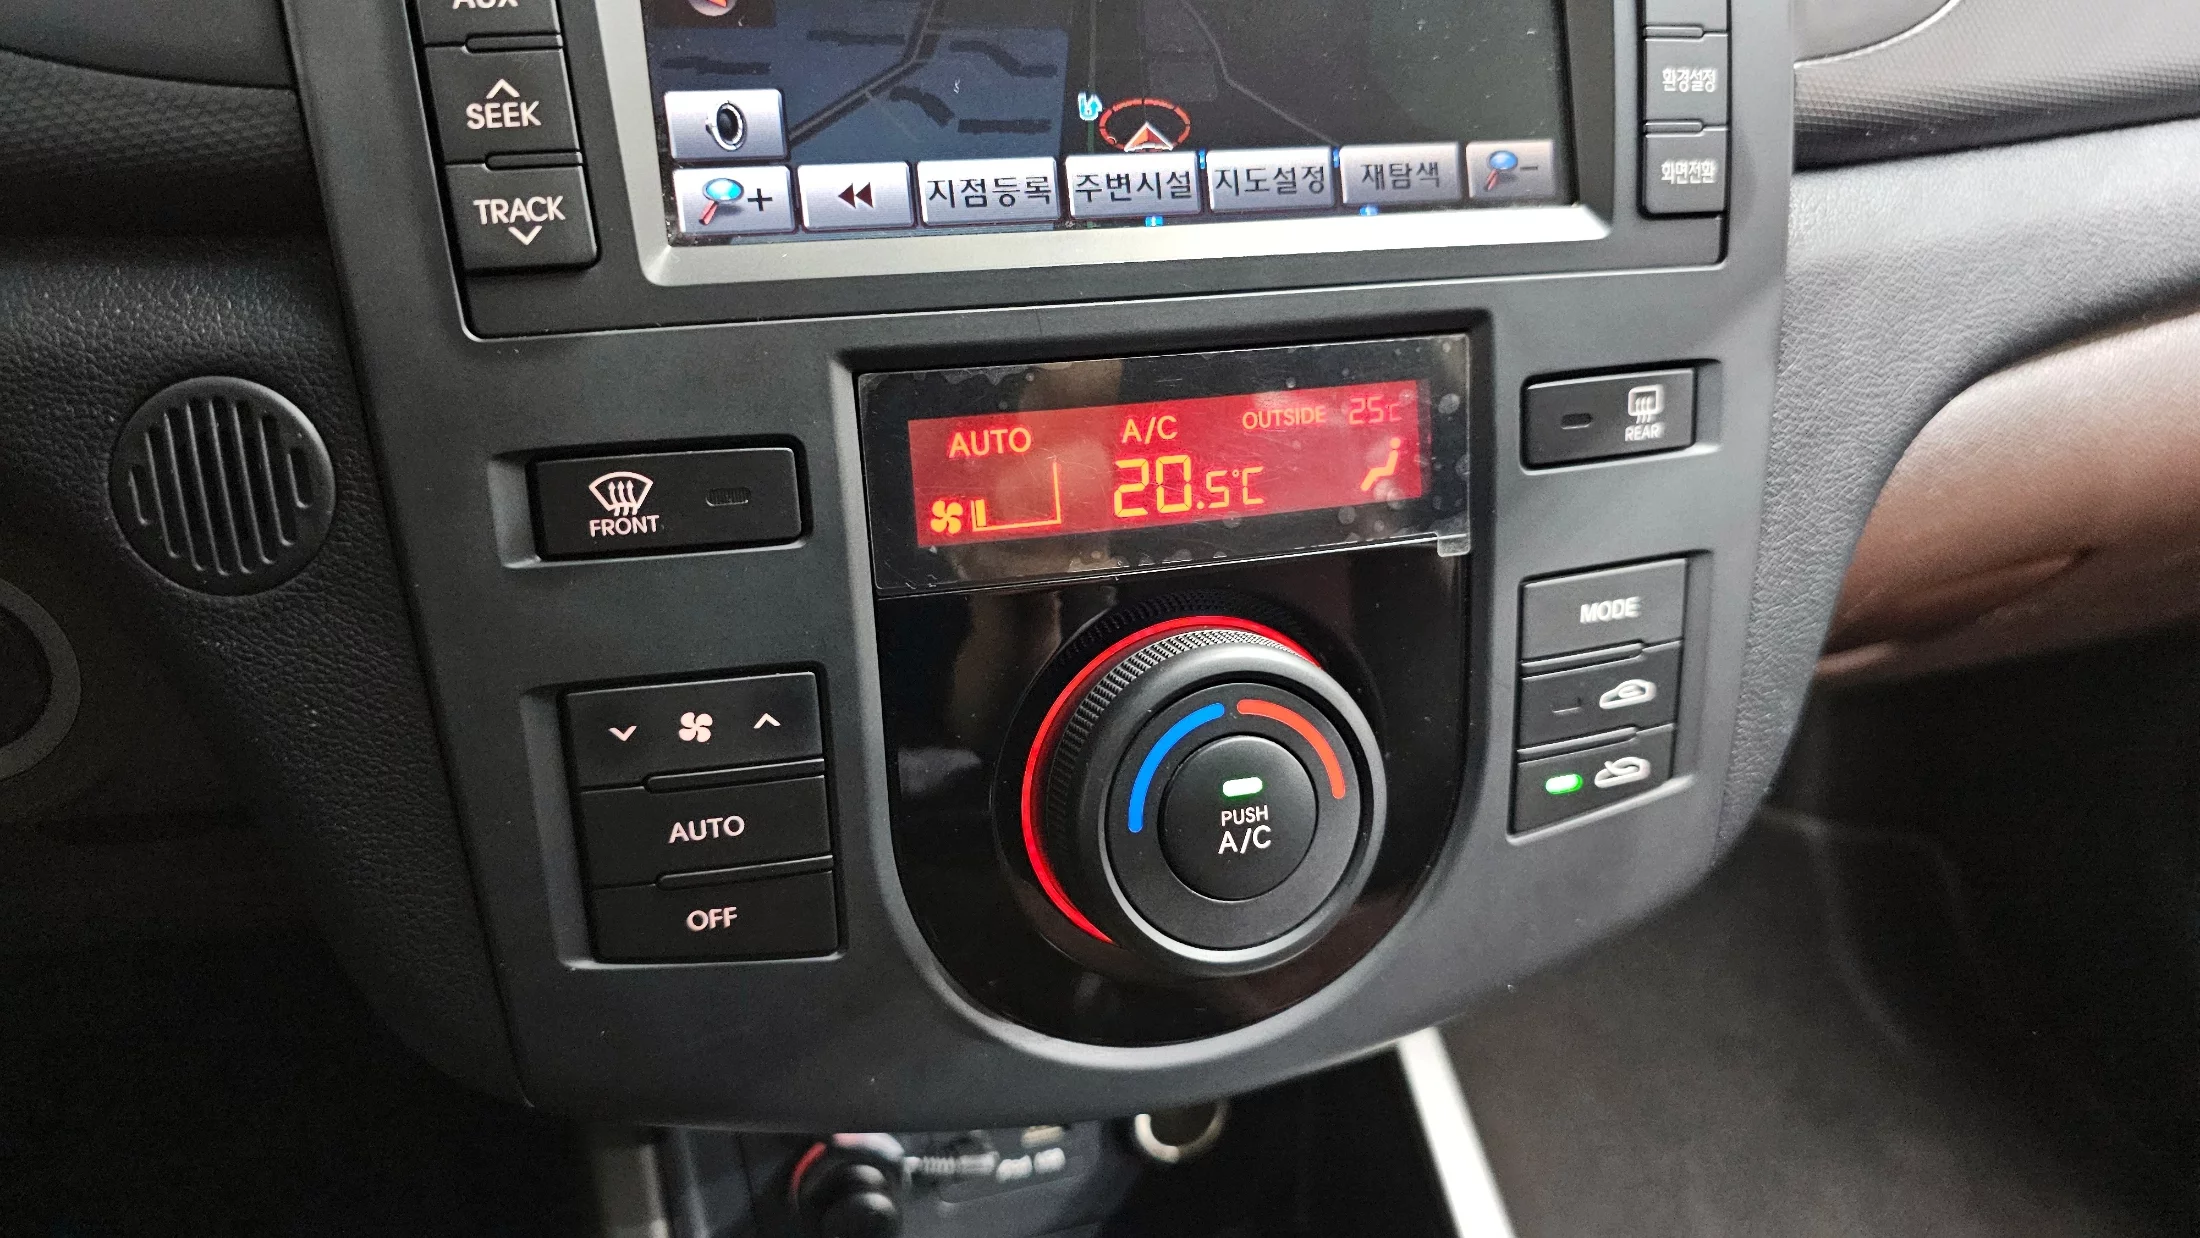 AUX
SEEK
TRACK
+
지점등록
주변시설
지도설정
재탐색
-
환경설정
화면전환
AUTO
A/C
OUTSIDE 25℃
20.5℃
FRONT
REAR
MODE
AUTO
OFF
PUSH
A/C